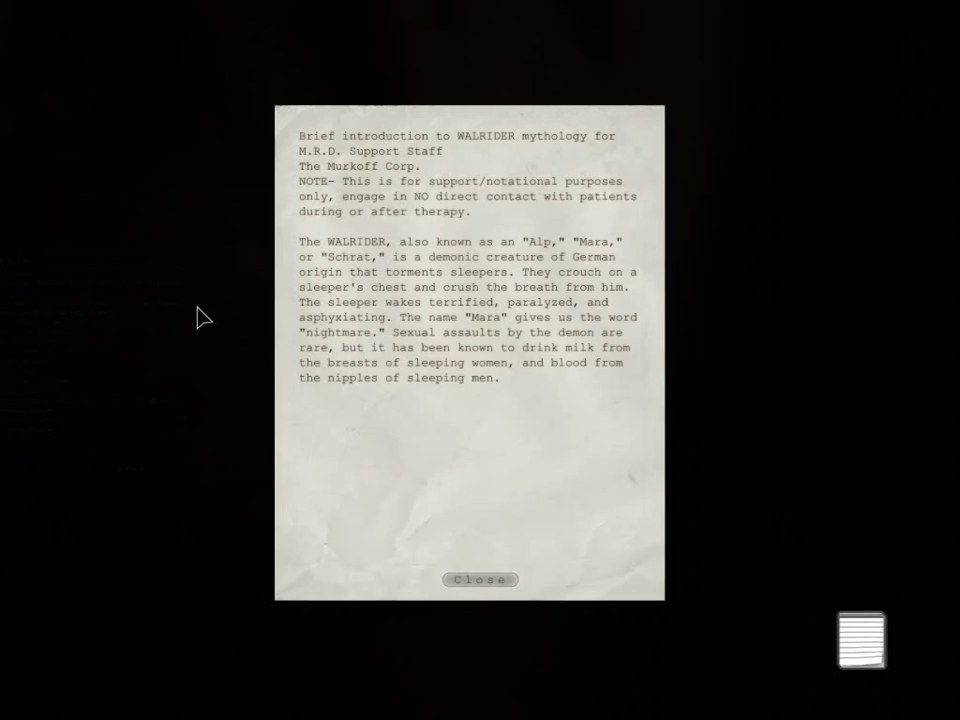 Brief introduction to WALRIDER mythology for
M.R.D. Support Staff
The Murkoff Corp.
NOTE- This is for support/notational purposes
only, engage in NO direct contact with patients
during or after therapy.
The WALRIDER, also known as an "Alp," "Mara,"
or "Schrat," is a demonic creature of German
origin that torments sleepers. They crouch on a
sleeper's chest and crush the breath from him.
The sleeper wakes terrified, paralyzed, and
asphyxiating. The name "Mara" gives us the word
"nightmare." Sexual assaults by the demon are
rare, but it has been known to drink milk from
the breasts of sleeping women, and blood from
the nipples of sleeping men.
Close